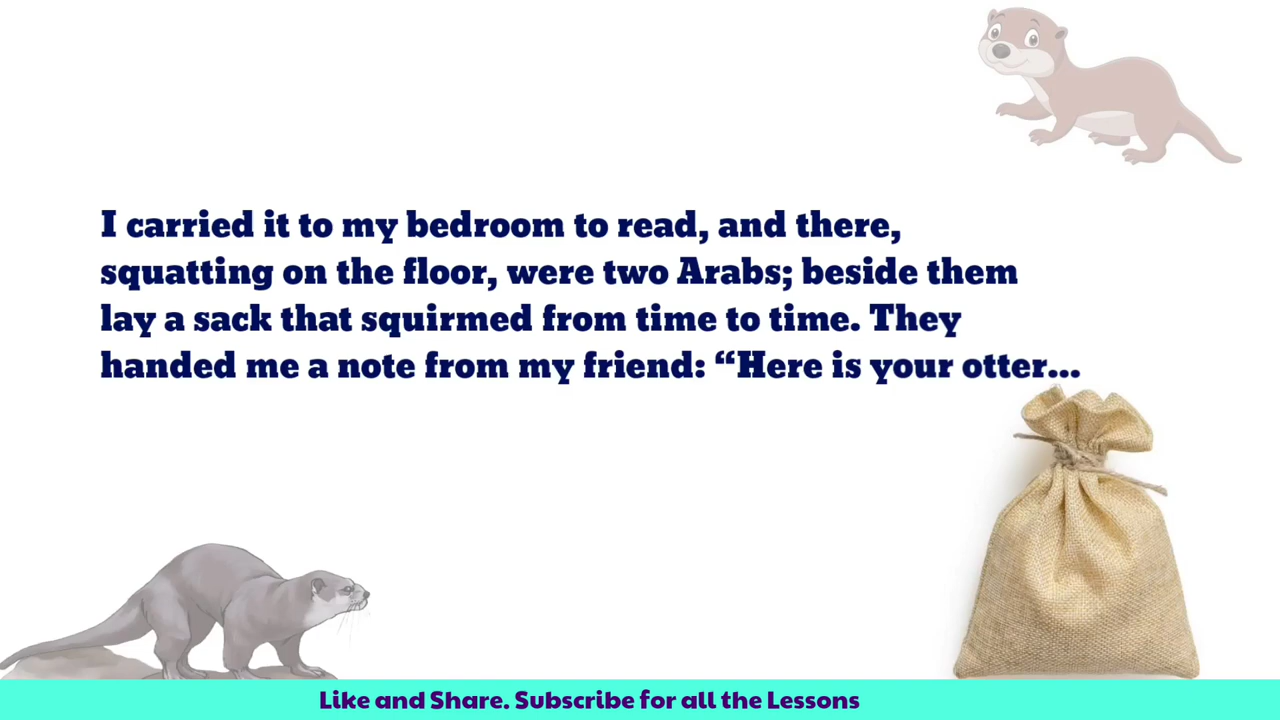 I carried it to my bedroom to read, and there,
squatting on the floor, were two Arabs; beside them
lay a sack that squirmed from time to time. They
handed me a note from my friend: “Here is your otter...
Like and Share. Subscribe for all the Lessons